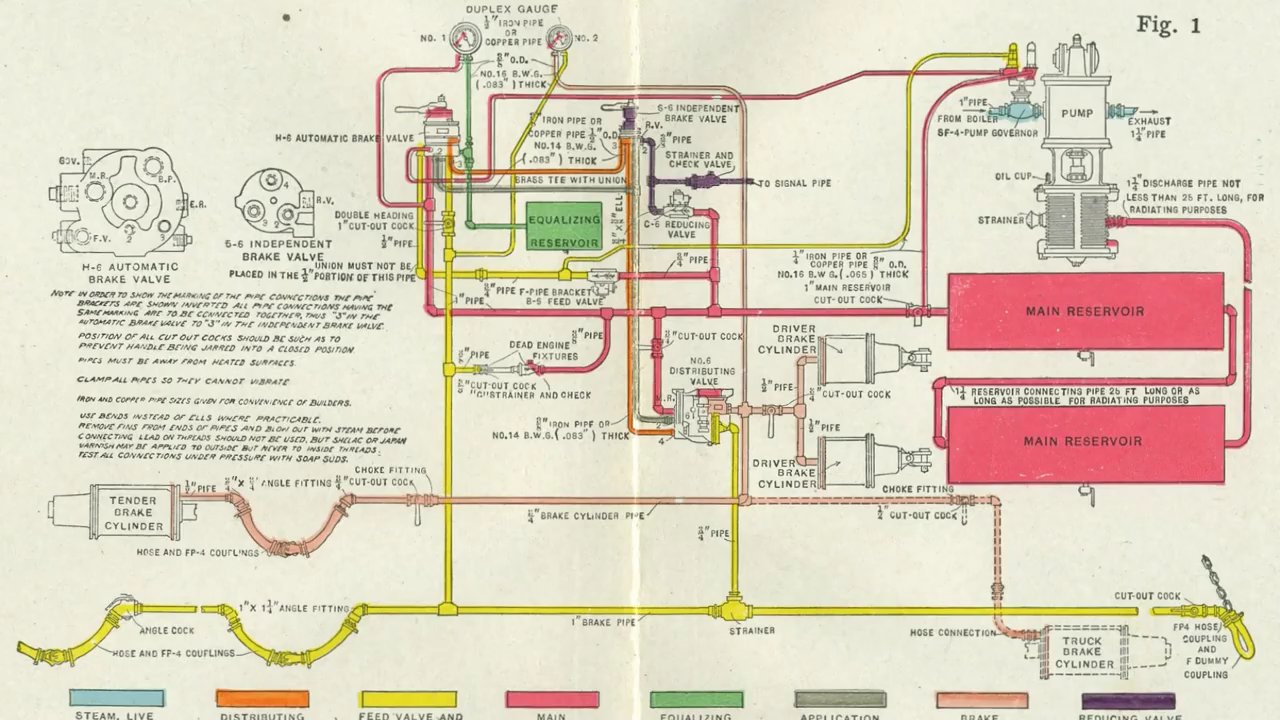 Fig. 1
DUPLEX GAUGE
1/2" IRON PIPE
OR
COPPER PIPE
NO. 1
NO. 2
3/8" O.D.
NO.16 B.W.G.
(.083") THICK
H-6 AUTOMATIC BRAKE VALVE
IRON PIPE OR
COPPER PIPE 1/2" O.D.
NO.14 B.W.G.
(.083") THICK
S-6 INDEPENDENT
BRAKE VALVE
R.V.
PIPE
STRAINER AND
CHECK VALVE
TO SIGNAL PIPE
BRASS TEE WITH UNION
C-6 REDUCING
VALVE
1" PIPE
FROM BOILER
SF-4-PUMP GOVERNOR
PUMP
EXHAUST
1 1/4" PIPE
OIL CUP
STRAINER
1 1/4" DISCHARGE PIPE NOT
LESS THAN 25 FT. LONG, FOR
RADIATING PURPOSES
GOV.
M.R.
B.P.
E.R.
F.V.
2
3
H-6 AUTOMATIC
BRAKE VALVE
4
R.V.
3
2
S-6 INDEPENDENT
BRAKE VALVE
DOUBLE HEADING
1" CUT-OUT COCK
1/2" PIPE
EQUALIZING
RESERVOIR
UNION MUST NOT BE
PLACED IN THE 1/2" PORTION OF THIS PIPE
3/4" PIPE
F-PIPE BRACKET
B-6 FEED VALVE
3/4" PIPE
1" PIPE
1/4" IRON PIPE OR
COPPER PIPE 3/8" O.D.
NO.16 B.W.G (.065) THICK
1" MAIN RESERVOIR
CUT-OUT COCK
MAIN RESERVOIR
1 1/4" RESERVOIR CONNECTING PIPE 25 FT LONG OR AS
LONG AS POSSIBLE FOR RADIATING PURPOSES
MAIN RESERVOIR
NOTE IN ORDER TO SHOW THE MARKING OF THE PIPE CONNECTIONS THE PIPE
BRACKETS ARE SHOWN INVERTED ALL PIPE CONNECTIONS HAVING THE
SAME MARKING ARE TO BE CONNECTED TOGETHER, THUS "3" IN THE
AUTOMATIC BRAKE VALVE TO "3" IN THE INDEPENDENT BRAKE VALVE.
POSITION OF ALL CUT OUT COCKS SHOULD BE SUCH AS TO
PREVENT HANDLE BEING JARRED INTO A CLOSED POSITION
PIPES MUST BE AWAY FROM HEATED SURFACES.
CLAMP ALL PIPES SO THEY CANNOT VIBRATE
IRON AND COPPER PIPE SIZES GIVEN FOR CONVENIENCE OF BUILDERS.
USE BENDS INSTEAD OF ELLS WHERE PRACTICABLE.
REMOVE FINS FROM ENDS OF PIPES AND BLOW OUT WITH STEAM BEFORE
CONNECTING. LEAD ON THREADS SHOULD NOT BE USED, BUT SHELAC OR JAPAN
VARNISH MAY BE APPLIED TO OUTSIDE BUT NEVER TO INSIDE THREADS:
TEST ALL CONNECTIONS UNDER PRESSURE WITH SOAP SUDS.
3/4" PIPE
DEAD ENGINE
FIXTURES
PIPE
CUT-OUT COCK
STRAINER AND CHECK
3/4" CUT-OUT COCK
NO.6
DISTRIBUTING
VALVE
M.R.
3/8" IRON PIPE OR
NO.14 B.W.G.(.083") THICK
4
DRIVER
BRAKE
CYLINDER
1/2" PIPE
3/4" CUT-OUT COCK
1/2" PIPE
DRIVER
BRAKE
CYLINDER
TENDER
BRAKE
CYLINDER
1/2" PIPE
ANGLE FITTING
CHOKE FITTING
CUT-OUT COCK
HOSE AND FP-4 COUPLINGS
3/4" BRAKE CYLINDER PIPE
3/4" PIPE
CHOKE FITTING
1/2" CUT-OUT COCK
1" X 1 1/4" ANGLE FITTING
ANGLE COCK
HOSE AND FP-4 COUPLINGS
1" BRAKE PIPE
STRAINER
HOSE CONNECTION
TRUCK
BRAKE
CYLINDER
CUT-OUT COCK
FP4 HOSE
COUPLING
AND
F DUMMY
COUPLING
STEAM, LIVE
DISTRIBUTING
FEED VALVE AND
MAIN
EQUALIZING
APPLICATION
BRAKE
REDUCING VALVE